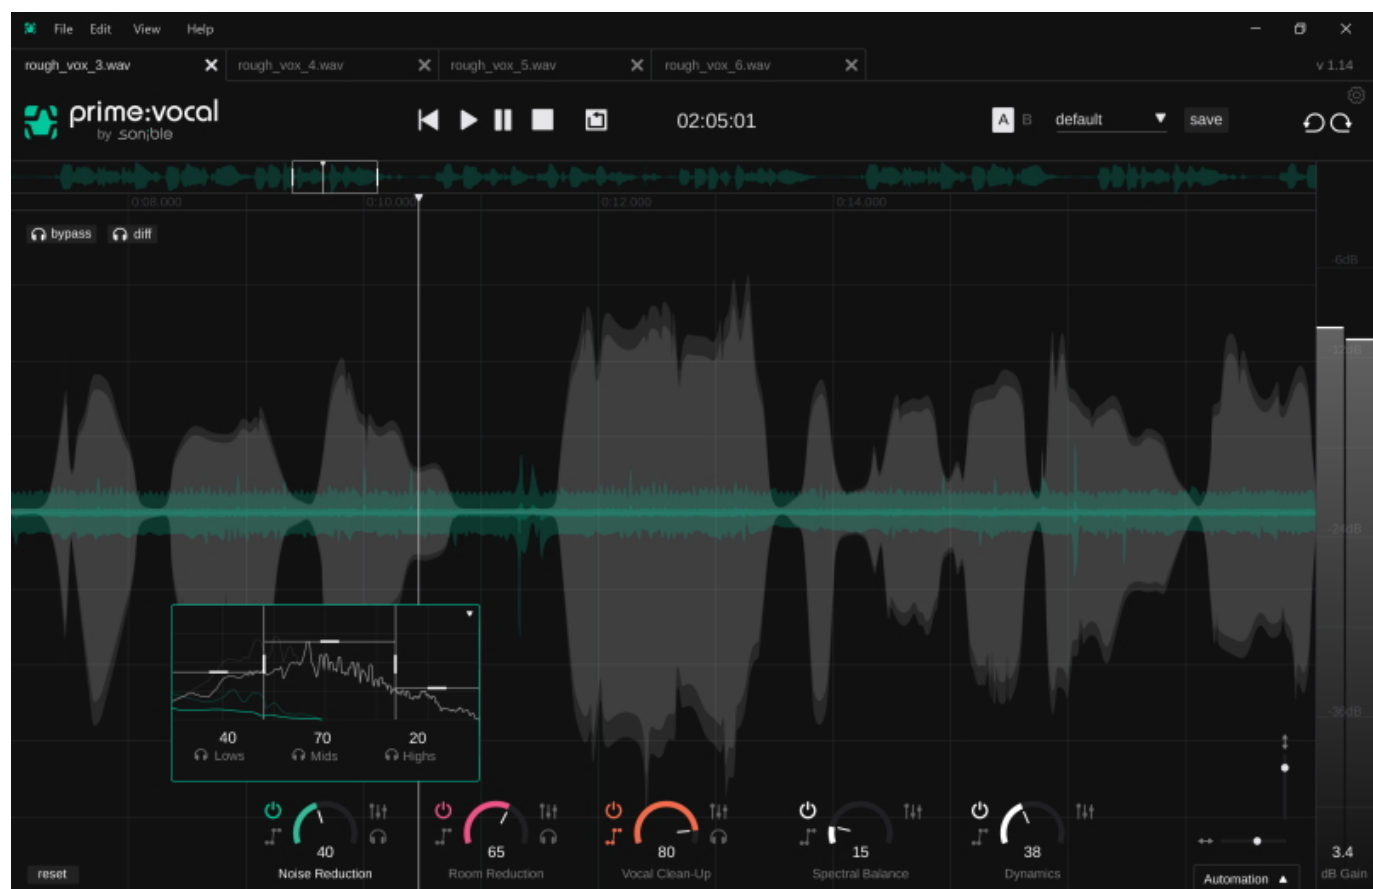 File Edit View Help
rough_vox_3.wav rough_vox_4.wav rough_vox_5.wav rough_vox_6.wav v 1.14
prime:vocal
by sonible
02:05:01 A B default save
0:08.000 0:10.000 0:12.000 0:14.000
bypass diff
-6dB
-12dB
-24dB
-36dB
40 70 20
Lows Mids Highs
40 65 80 15 38 3.4
Noise Reduction Room Reduction Vocal Clean-Up Spectral Balance Dynamics dB Gain
reset Automation